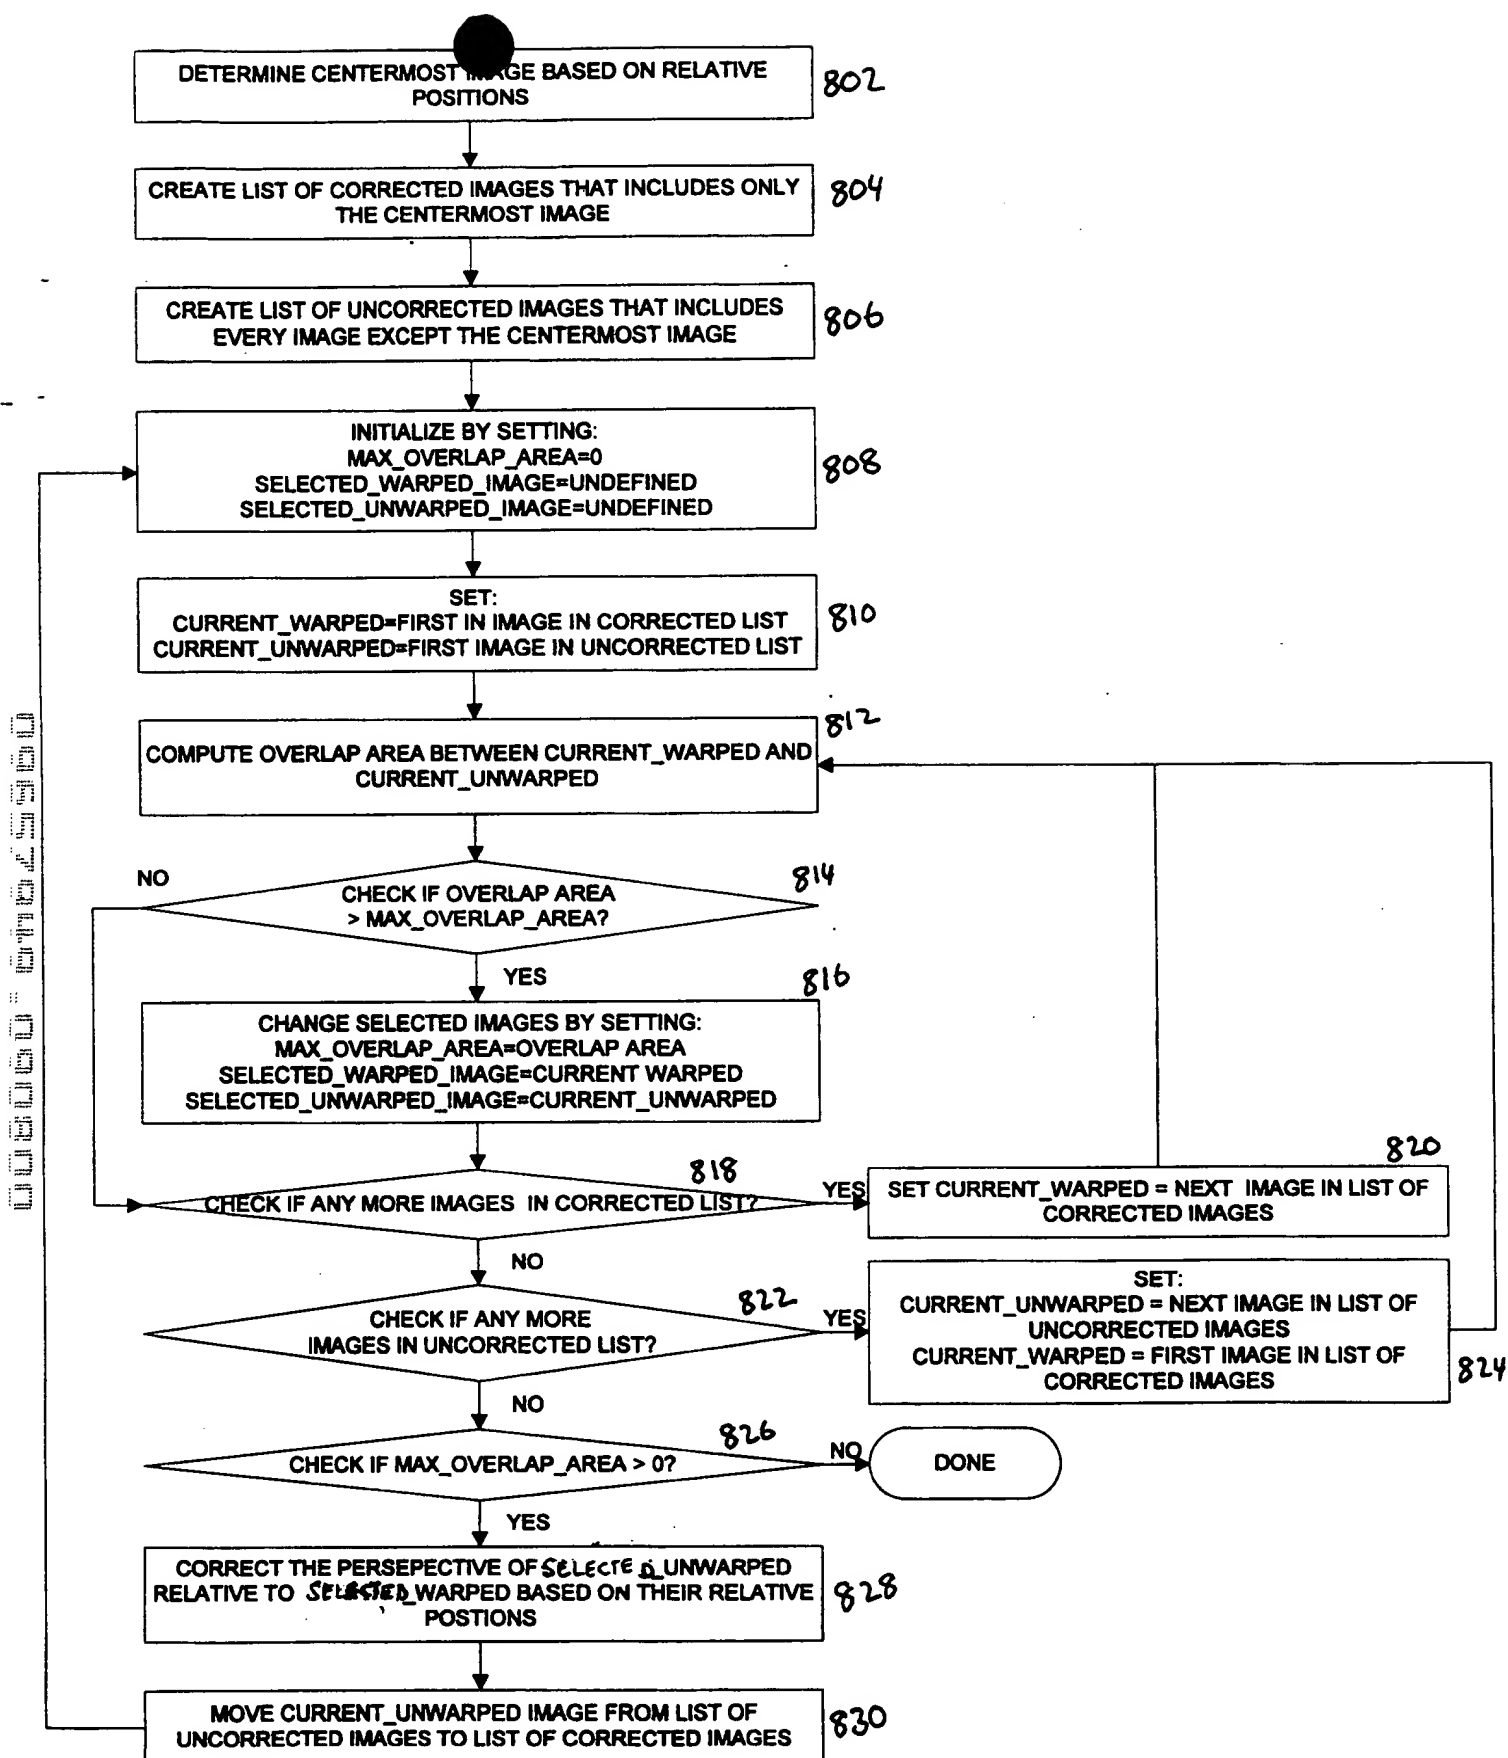 DETERMINE CENTERMOST IMAGE BASED ON RELATIVE
POSITIONS
802
CREATE LIST OF CORRECTED IMAGES THAT INCLUDES ONLY
THE CENTERMOST IMAGE
804
CREATE LIST OF UNCORRECTED IMAGES THAT INCLUDES
EVERY IMAGE EXCEPT THE CENTERMOST IMAGE
806
INITIALIZE BY SETTING:
MAX_OVERLAP_AREA=0
SELECTED_WARPED_IMAGE=UNDEFINED
SELECTED_UNWARPED_IMAGE=UNDEFINED
808
SET:
CURRENT_WARPED=FIRST IN IMAGE IN CORRECTED LIST
CURRENT_UNWARPED=FIRST IMAGE IN UNCORRECTED LIST
810
812
COMPUTE OVERLAP AREA BETWEEN CURRENT_WARPED AND
CURRENT_UNWARPED
NO
814
CHECK IF OVERLAP AREA
> MAX_OVERLAP_AREA?
YES
816
CHANGE SELECTED IMAGES BY SETTING:
MAX_OVERLAP_AREA=OVERLAP AREA
SELECTED_WARPED_IMAGE=CURRENT WARPED
SELECTED_UNWARPED_IMAGE=CURRENT_UNWARPED
818
CHECK IF ANY MORE IMAGES IN CORRECTED LIST?
YES
820
SET CURRENT_WARPED = NEXT IMAGE IN LIST OF
CORRECTED IMAGES
NO
822
CHECK IF ANY MORE
IMAGES IN UNCORRECTED LIST?
YES
SET:
CURRENT_UNWARPED = NEXT IMAGE IN LIST OF
UNCORRECTED IMAGES
CURRENT_WARPED = FIRST IMAGE IN LIST OF
CORRECTED IMAGES
824
NO
826
CHECK IF MAX_OVERLAP_AREA > 0?
NO
DONE
YES
CORRECT THE PERSEPECTIVE OF SELECTED_UNWARPED
RELATIVE TO SELECTED_WARPED BASED ON THEIR RELATIVE
POSTIONS
828
MOVE CURRENT_UNWARPED IMAGE FROM LIST OF
UNCORRECTED IMAGES TO LIST OF CORRECTED IMAGES
830